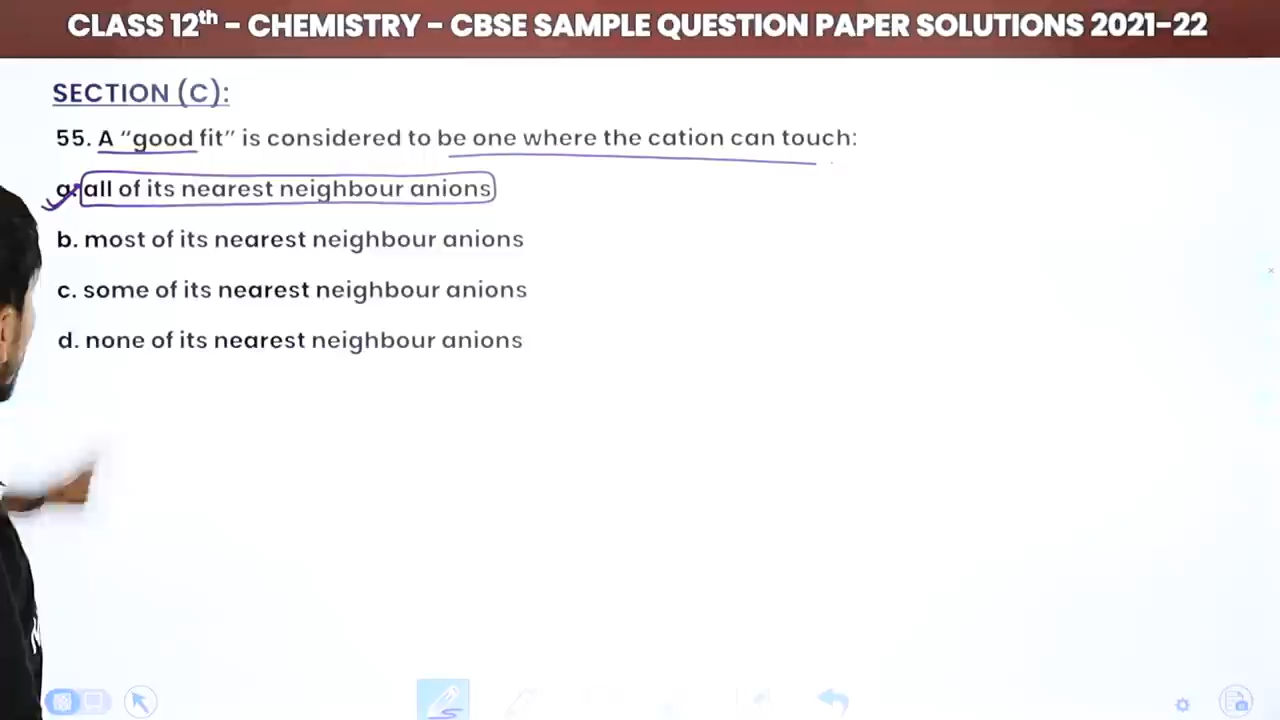 CLASS 12th - CHEMISTRY - CBSE SAMPLE QUESTION PAPER SOLUTIONS 2021-22
SECTION (C):
55. A “good fit” is considered to be one where the cation can touch:
a. all of its nearest neighbour anions
b. most of its nearest neighbour anions
c. some of its nearest neighbour anions
d. none of its nearest neighbour anions